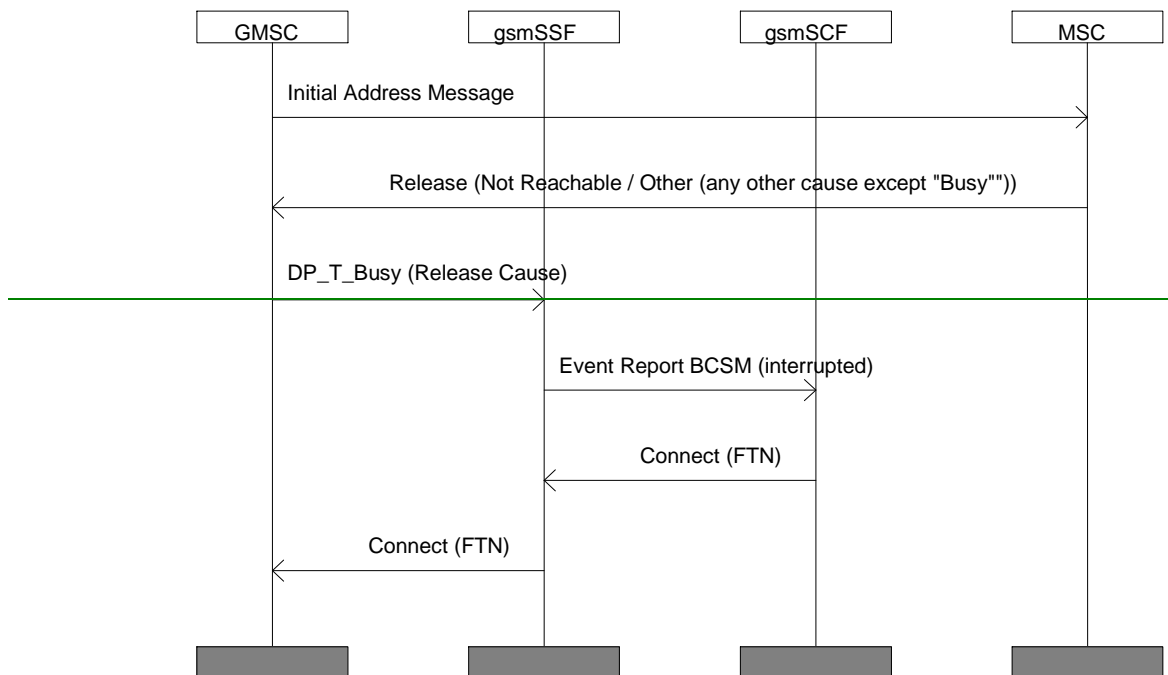 GMSC gsmSSF gsmSCF MSC
Initial Address Message
Release (Not Reachable / Other (any other cause except "Busy""))
DP_T_Busy (Release Cause)
Event Report BCSM (interrupted)
Connect (FTN)
Connect (FTN)